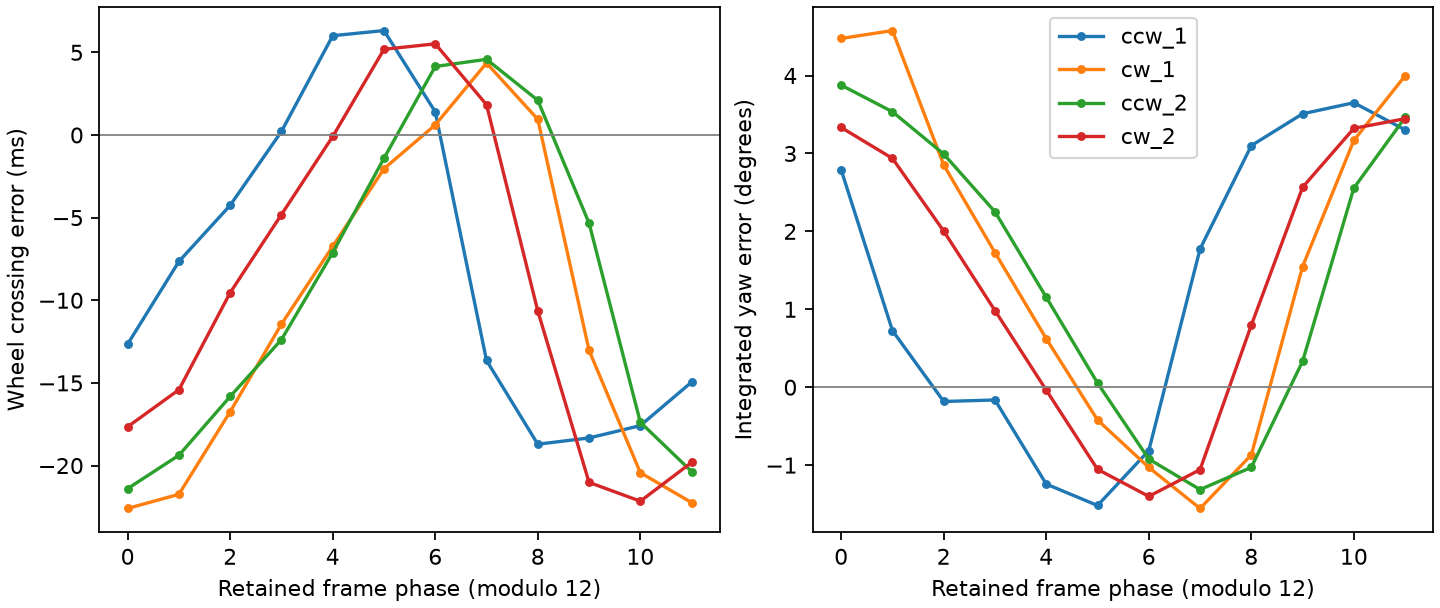 Wheel crossing error (ms)
5
0
−5
−10
−15
−20
0 2 4 6 8 10
Retained frame phase (modulo 12)
Integrated yaw error (degrees)
4
3
2
1
0
−1
0 2 4 6 8 10
Retained frame phase (modulo 12)
ccw_1
cw_1
ccw_2
cw_2